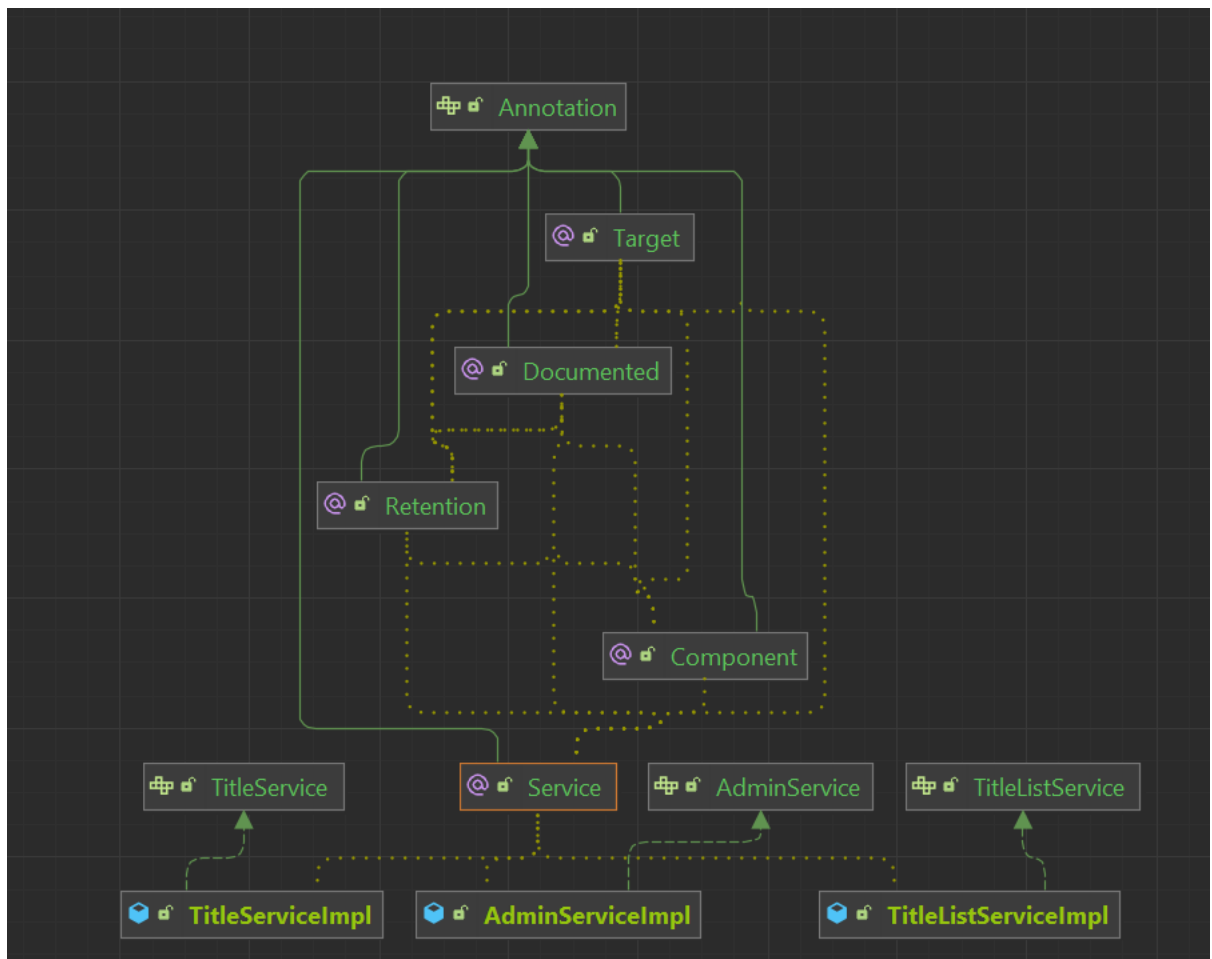 Annotation
Target
Documented
Retention
Component
TitleService
Service
AdminService
TitleListService
TitleServiceImpl
AdminServiceImpl
TitleListServiceImpl